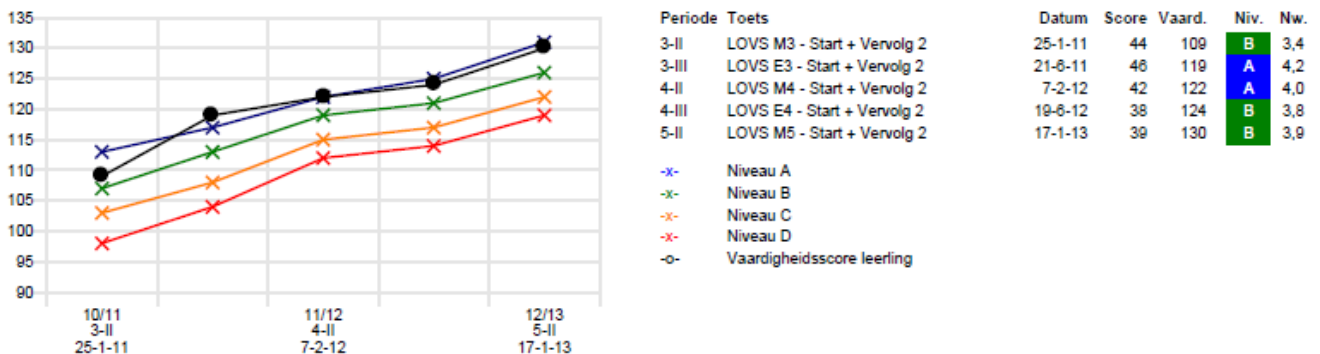 135
130
125
120
115
110
105
100
95
90
10/11 11/12 12/13
3-II 4-II 5-II
25-1-11 7-2-12 17-1-13
Periode Toets Datum Score Vaard. Niv. Nw.
3-II LOVS M3 - Start + Vervolg 2 25-1-11 44 109 B 3,4
3-III LOVS E3 - Start + Vervolg 2 21-6-11 46 119 A 4,2
4-II LOVS M4 - Start + Vervolg 2 7-2-12 42 122 A 4,0
4-III LOVS E4 - Start + Vervolg 2 19-6-12 38 124 B 3,8
5-II LOVS M5 - Start + Vervolg 2 17-1-13 39 130 B 3,9
-x- Niveau A
-x- Niveau B
-x- Niveau C
-x- Niveau D
-o- Vaardigheidsscore leerling